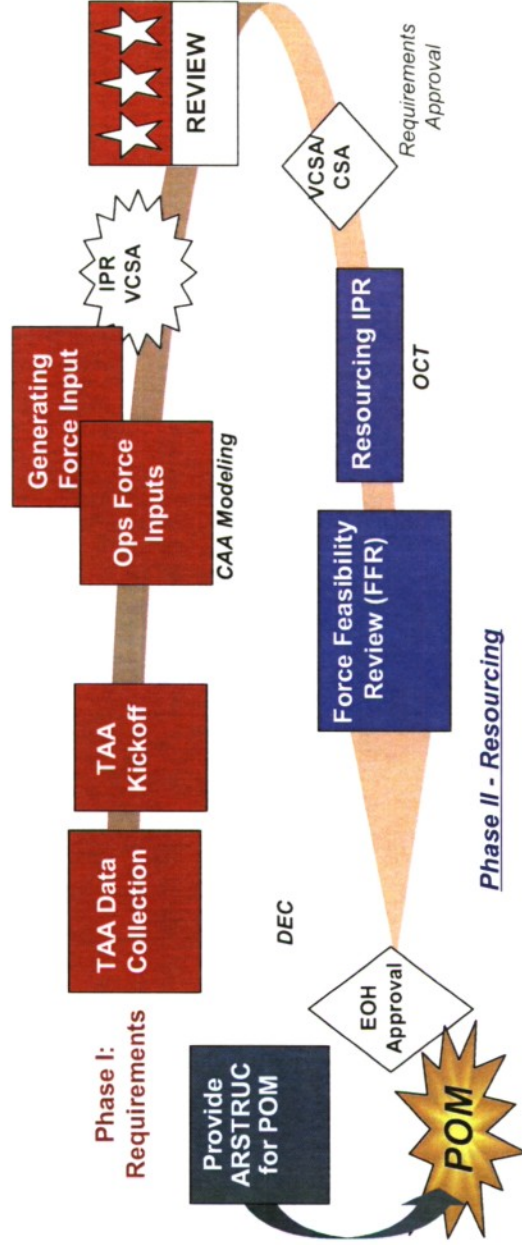 Phase I:
Requirements
TAA Data
Collection
TAA
Kickoff
Generating
Force Input
Ops Force
Inputs
CAA Modeling
IPR
VCSA
REVIEW
VCSA/
CSA
Requirements
Approval
Resourcing IPR
OCT
Force Feasibility
Review (FFR)
Phase II - Resourcing
DEC
EOH
Approval
Provide
ARSTRUC
for POM
POM